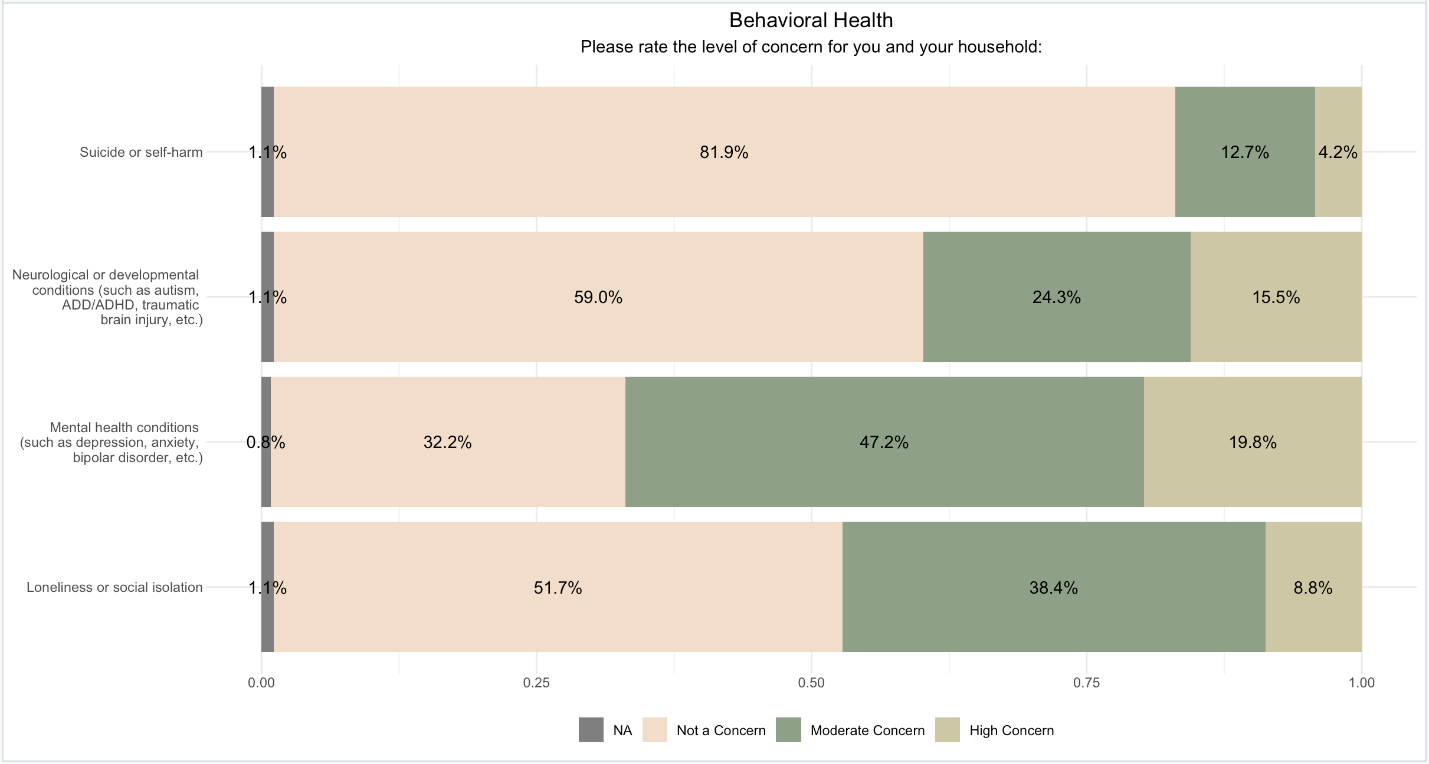 Behavioral Health
Please rate the level of concern for you and your household:
Suicide or self-harm
1.1%
81.9%
12.7%
4.2%
Neurological or developmental
conditions (such as autism,
ADD/ADHD, traumatic
brain injury, etc.)
1.1%
59.0%
24.3%
15.5%
Mental health conditions
(such as depression, anxiety,
bipolar disorder, etc.)
0.8%
32.2%
47.2%
19.8%
Loneliness or social isolation
1.1%
51.7%
38.4%
8.8%
0.00
0.25
0.50
0.75
1.00
NA
Not a Concern
Moderate Concern
High Concern